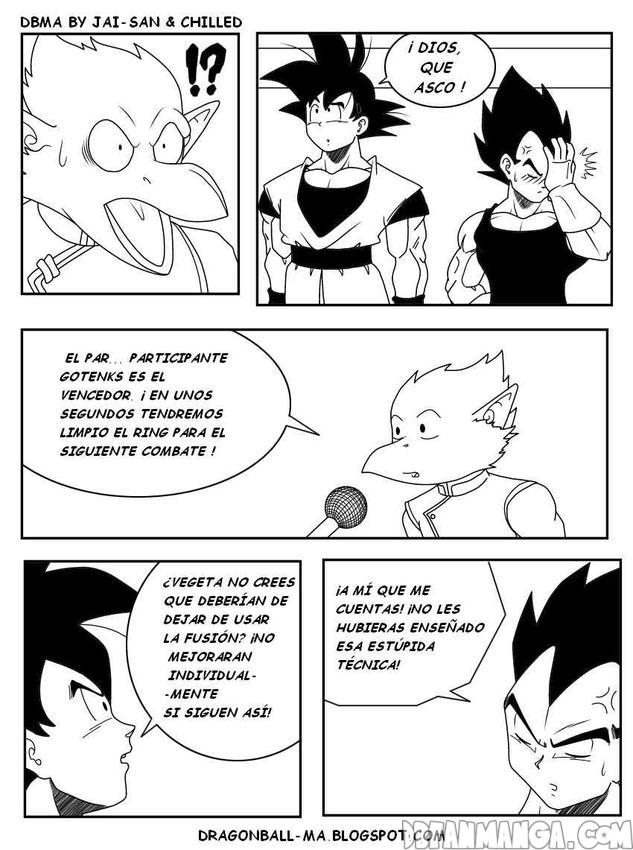 DBMA BY JAI-SAN & CHILLED
!?
¡ DIOS,
QUE
ASCO !
EL PAR... PARTICIPANTE
GOTENKS ES EL
VENCEDOR. ¡ EN UNOS
SEGUNDOS TENDREMOS
LIMPIO EL RING PARA EL
SIGUIENTE COMBATE !
¿VEGETA NO CREES
QUE DEBERÍAN DE
DEJAR DE USAR
LA FUSIÓN? ¡NO
MEJORARAN
INDIVIDUAL-
-MENTE
SI SIGUEN ASÍ!
¡A MÍ QUE ME
CUENTAS! ¡NO LES
HUBIERAS ENSEÑADO
ESA ESTÚPIDA
TÉCNICA!
DRAGONBALL-MA.BLOGSPOT.COM
DBFANMANGA.COM